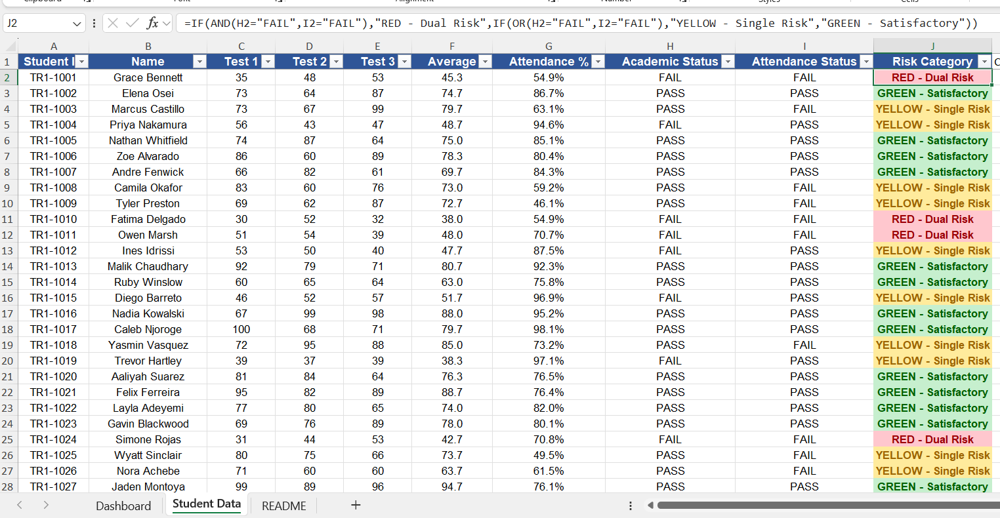 Clipboard Font Alignment Number Styles Cells
J2 fx =IF(AND(H2="FAIL",I2="FAIL"),"RED - Dual Risk",IF(OR(H2="FAIL",I2="FAIL"),"YELLOW - Single Risk","GREEN - Satisfactory"))
A B C D E F G H I J
1 Student I Name Test 1 Test 2 Test 3 Average Attendance % Academic Status Attendance Status Risk Category
2 TR1-1001 Grace Bennett 35 48 53 45.3 54.9% FAIL FAIL RED - Dual Risk
3 TR1-1002 Elena Osei 73 64 87 74.7 86.7% PASS PASS GREEN - Satisfactory
4 TR1-1003 Marcus Castillo 73 67 99 79.7 63.1% PASS FAIL YELLOW - Single Risk
5 TR1-1004 Priya Nakamura 56 43 47 48.7 94.6% FAIL PASS YELLOW - Single Risk
6 TR1-1005 Nathan Whitfield 74 87 64 75.0 85.1% PASS PASS GREEN - Satisfactory
7 TR1-1006 Zoe Alvarado 86 60 89 78.3 80.4% PASS PASS GREEN - Satisfactory
8 TR1-1007 Andre Fenwick 66 82 61 69.7 84.3% PASS PASS GREEN - Satisfactory
9 TR1-1008 Camila Okafor 83 60 76 73.0 59.2% PASS FAIL YELLOW - Single Risk
10 TR1-1009 Tyler Preston 69 62 87 72.7 46.1% PASS FAIL YELLOW - Single Risk
11 TR1-1010 Fatima Delgado 30 52 32 38.0 54.9% FAIL FAIL RED - Dual Risk
12 TR1-1011 Owen Marsh 51 54 39 48.0 70.7% FAIL FAIL RED - Dual Risk
13 TR1-1012 Ines Idrissi 53 50 40 47.7 87.5% FAIL PASS YELLOW - Single Risk
14 TR1-1013 Malik Chaudhary 92 79 71 80.7 92.3% PASS PASS GREEN - Satisfactory
15 TR1-1014 Ruby Winslow 60 65 64 63.0 75.8% PASS PASS GREEN - Satisfactory
16 TR1-1015 Diego Barreto 46 52 57 51.7 96.9% FAIL PASS YELLOW - Single Risk
17 TR1-1016 Nadia Kowalski 67 99 98 88.0 95.2% PASS PASS GREEN - Satisfactory
18 TR1-1017 Caleb Njoroge 100 68 71 79.7 98.1% PASS PASS GREEN - Satisfactory
19 TR1-1018 Yasmin Vasquez 72 95 88 85.0 73.2% PASS FAIL YELLOW - Single Risk
20 TR1-1019 Trevor Hartley 39 37 39 38.3 97.1% FAIL PASS YELLOW - Single Risk
21 TR1-1020 Aaliyah Suarez 81 84 64 76.3 76.5% PASS PASS GREEN - Satisfactory
22 TR1-1021 Felix Ferreira 95 82 89 88.7 76.4% PASS PASS GREEN - Satisfactory
23 TR1-1022 Layla Adeyemi 77 80 65 74.0 82.0% PASS PASS GREEN - Satisfactory
24 TR1-1023 Gavin Blackwood 69 76 89 78.0 80.1% PASS PASS GREEN - Satisfactory
25 TR1-1024 Simone Rojas 31 44 53 42.7 70.8% FAIL FAIL RED - Dual Risk
26 TR1-1025 Wyatt Sinclair 80 75 66 73.7 49.5% PASS FAIL YELLOW - Single Risk
27 TR1-1026 Nora Achebe 71 60 60 63.7 61.5% PASS FAIL YELLOW - Single Risk
28 TR1-1027 Jaden Montoya 99 89 96 94.7 76.1% PASS PASS GREEN - Satisfactory
Dashboard Student Data README